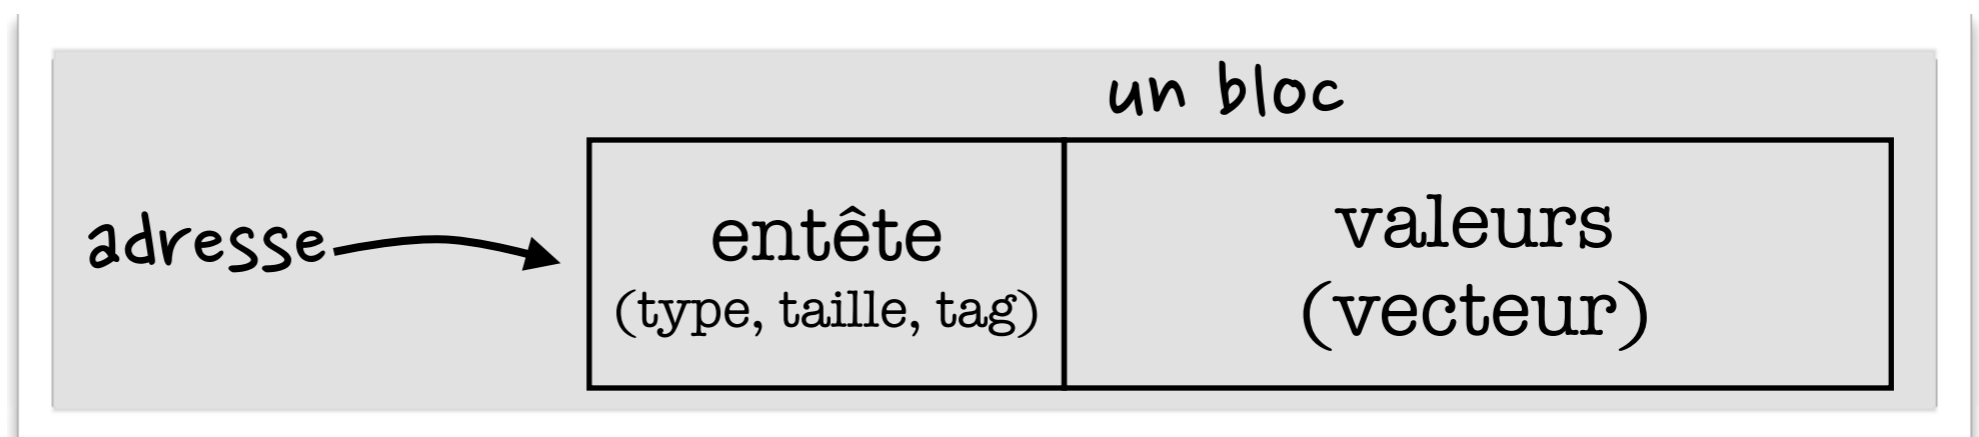 un bloc
adresse
entête
(type, taille, tag)
valeurs
(vecteur)